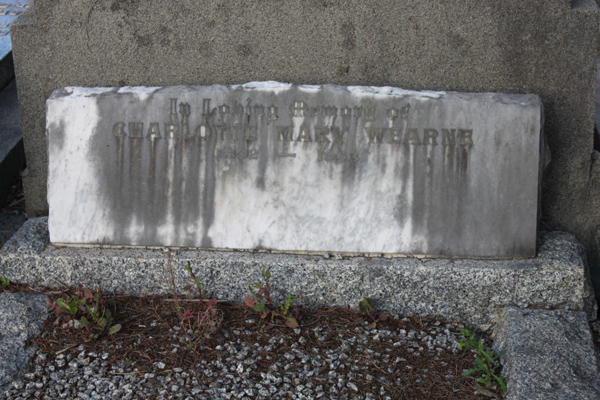 In Loving Memory of
CHARLOTTE MARY WEARNE